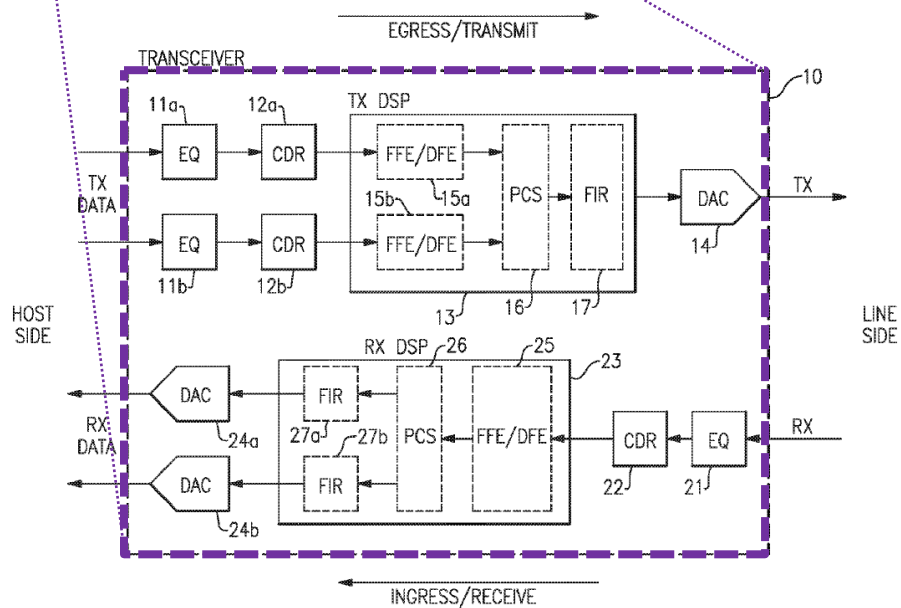 EGRESS/TRANSMIT
TRANSCEIVER
10
11a
12a
TX DSP
EQ
CDR
FFE/DFE
15a
TX
DATA
15b
PCS
FIR
DAC
TX
14
EQ
CDR
FFE/DFE
11b
12b
13
16
17
HOST
SIDE
LINE
SIDE
RX DSP
26
25
23
DAC
FIR
24a
27a
RX
DATA
27b
PCS
FFE/DFE
CDR
EQ
RX
22
21
DAC
FIR
24b
INGRESS/RECEIVE